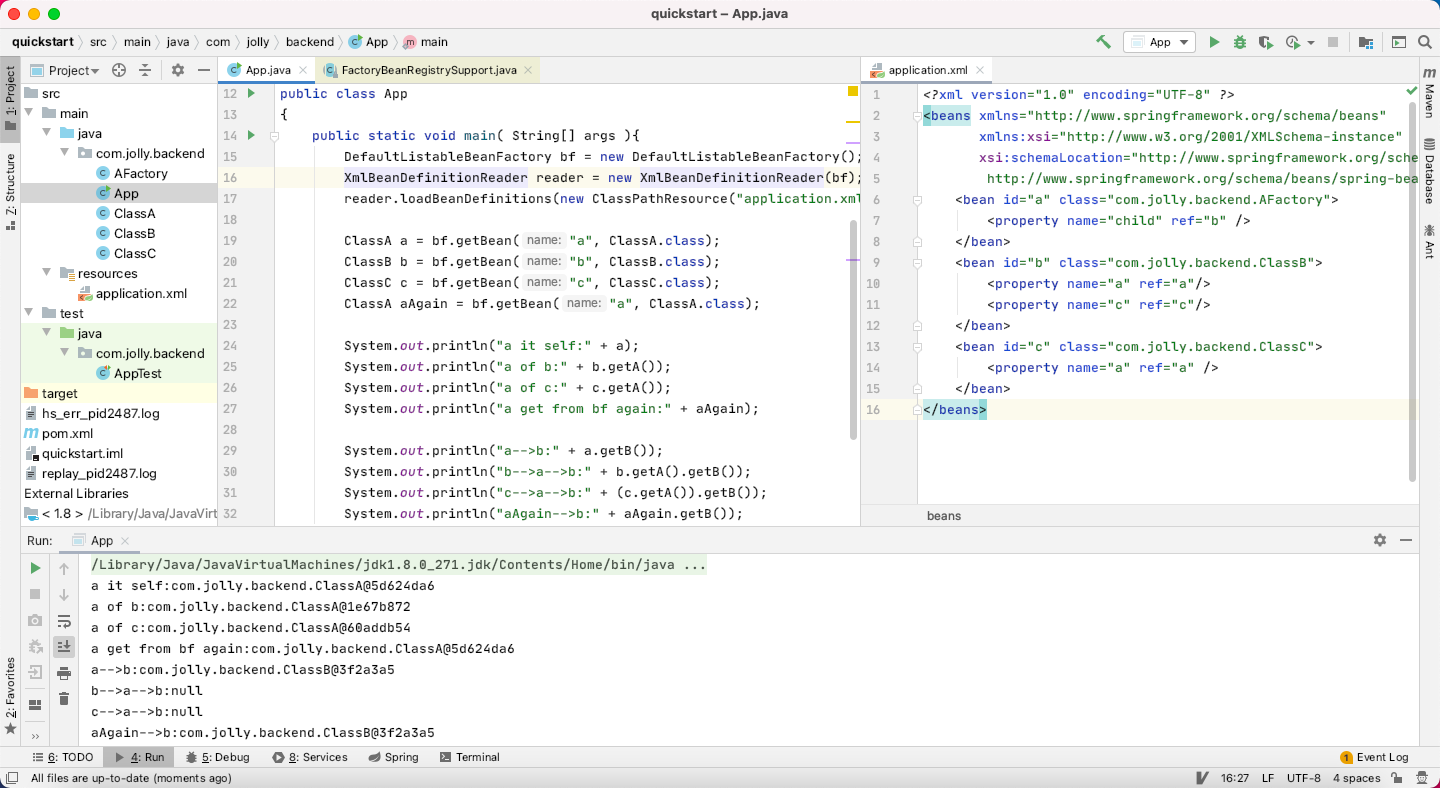 quickstart – App.java
quickstart src main java com jolly backend App main
App
1: Project
Z: Structure
2: Favorites
Project
src
main
java
com.jolly.backend
AFactory
App
ClassA
ClassB
ClassC
resources
application.xml
test
java
com.jolly.backend
AppTest
target
hs_err_pid2487.log
pom.xml
quickstart.iml
replay_pid2487.log
External Libraries
< 1.8 > /Library/Java/JavaVirt
App.java FactoryBeanRegistrySupport.java
12 public class App
13 {
14 public static void main( String[] args ){
15 DefaultListableBeanFactory bf = new DefaultListableBeanFactory();
16 XmlBeanDefinitionReader reader = new XmlBeanDefinitionReader(bf);
17 reader.loadBeanDefinitions(new ClassPathResource("application.xml
18
19 ClassA a = bf.getBean( name: "a", ClassA.class);
20 ClassB b = bf.getBean( name: "b", ClassB.class);
21 ClassC c = bf.getBean( name: "c", ClassC.class);
22 ClassA aAgain = bf.getBean( name: "a", ClassA.class);
23
24 System.out.println("a it self:" + a);
25 System.out.println("a of b:" + b.getA());
26 System.out.println("a of c:" + c.getA());
27 System.out.println("a get from bf again:" + aAgain);
28
29 System.out.println("a-->b:" + a.getB());
30 System.out.println("b-->a-->b:" + b.getA().getB());
31 System.out.println("c-->a-->b:" + (c.getA()).getB());
32 System.out.println("aAgain-->b:" + aAgain.getB());
application.xml
1 <?xml version="1.0" encoding="UTF-8" ?>
2 <beans xmlns="http://www.springframework.org/schema/beans"
3 xmlns:xsi="http://www.w3.org/2001/XMLSchema-instance"
4 xsi:schemaLocation="http://www.springframework.org/sche
5 http://www.springframework.org/schema/beans/spring-bea
6 <bean id="a" class="com.jolly.backend.AFactory">
7 <property name="child" ref="b" />
8 </bean>
9 <bean id="b" class="com.jolly.backend.ClassB">
10 <property name="a" ref="a"/>
11 <property name="c" ref="c"/>
12 </bean>
13 <bean id="c" class="com.jolly.backend.ClassC">
14 <property name="a" ref="a" />
15 </bean>
16 </beans>
beans
m Maven
Database
Ant
Run: App
/Library/Java/JavaVirtualMachines/jdk1.8.0_271.jdk/Contents/Home/bin/java ...
a it self:com.jolly.backend.ClassA@5d624da6
a of b:com.jolly.backend.ClassA@1e67b872
a of c:com.jolly.backend.ClassA@60addb54
a get from bf again:com.jolly.backend.ClassA@5d624da6
a-->b:com.jolly.backend.ClassB@3f2a3a5
b-->a-->b:null
c-->a-->b:null
aAgain-->b:com.jolly.backend.ClassB@3f2a3a5
6: TODO 4: Run 5: Debug 8: Services Spring Terminal 1 Event Log
All files are up-to-date (moments ago) 16:27 LF UTF-8 4 spaces